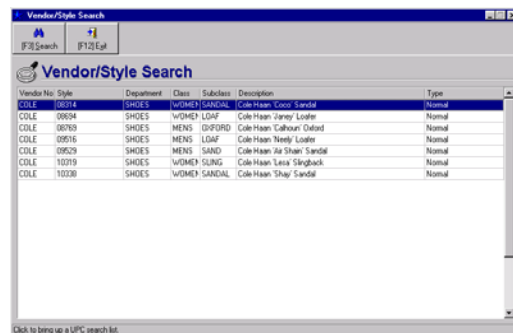 Vendor/Style Search
[F3] Search [F12] Exit
Vendor/Style Search
Vendor No Style Department Class Subclass Description Type
COLE 08314 SHOES WOMEN SANDAL Cole Haan 'Coco' Sandal Normal
COLE 08694 SHOES WOMEN LOAF Cole Haan 'Janey' Loafer Normal
COLE 08769 SHOES MENS OXFORD Cole Haan 'Calhoun' Oxford Normal
COLE 09516 SHOES MENS LOAF Cole Haan 'Neely' Loafer Normal
COLE 09529 SHOES MENS SAND Cole Haan 'Air Shain' Sandal Normal
COLE 10319 SHOES WOMEN SLING Cole Haan 'Lesa' Slingback Normal
COLE 10338 SHOES WOMEN SANDAL Cole Haan 'Shay' Sandal Normal
Click to bring up a UPC search list.